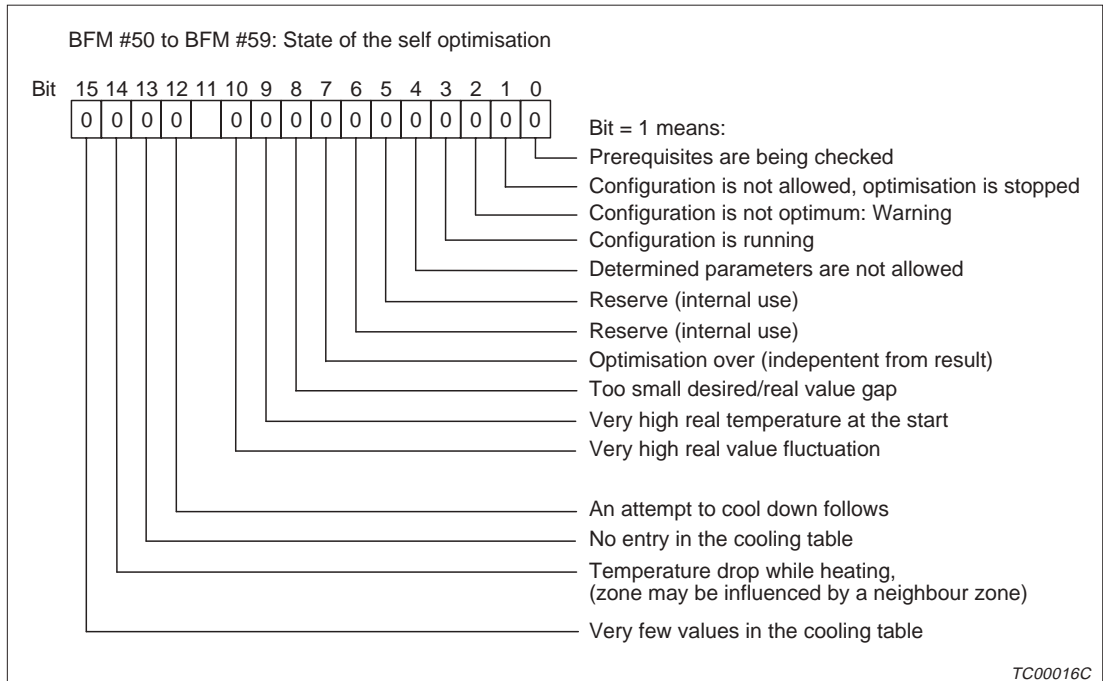 BFM #50 to BFM #59: State of the self optimisation
Bit 15 14 13 12 11 10 9 8 7 6 5 4 3 2 1 0
0 0 0 0 0 0 0 0 0 0 0 0 0 0 0
Bit = 1 means:
Prerequisites are being checked
Configuration is not allowed, optimisation is stopped
Configuration is not optimum: Warning
Configuration is running
Determined parameters are not allowed
Reserve (internal use)
Reserve (internal use)
Optimisation over (indepentent from result)
Too small desired/real value gap
Very high real temperature at the start
Very high real value fluctuation
An attempt to cool down follows
No entry in the cooling table
Temperature drop while heating,
(zone may be influenced by a neighbour zone)
Very few values in the cooling table
TC00016C